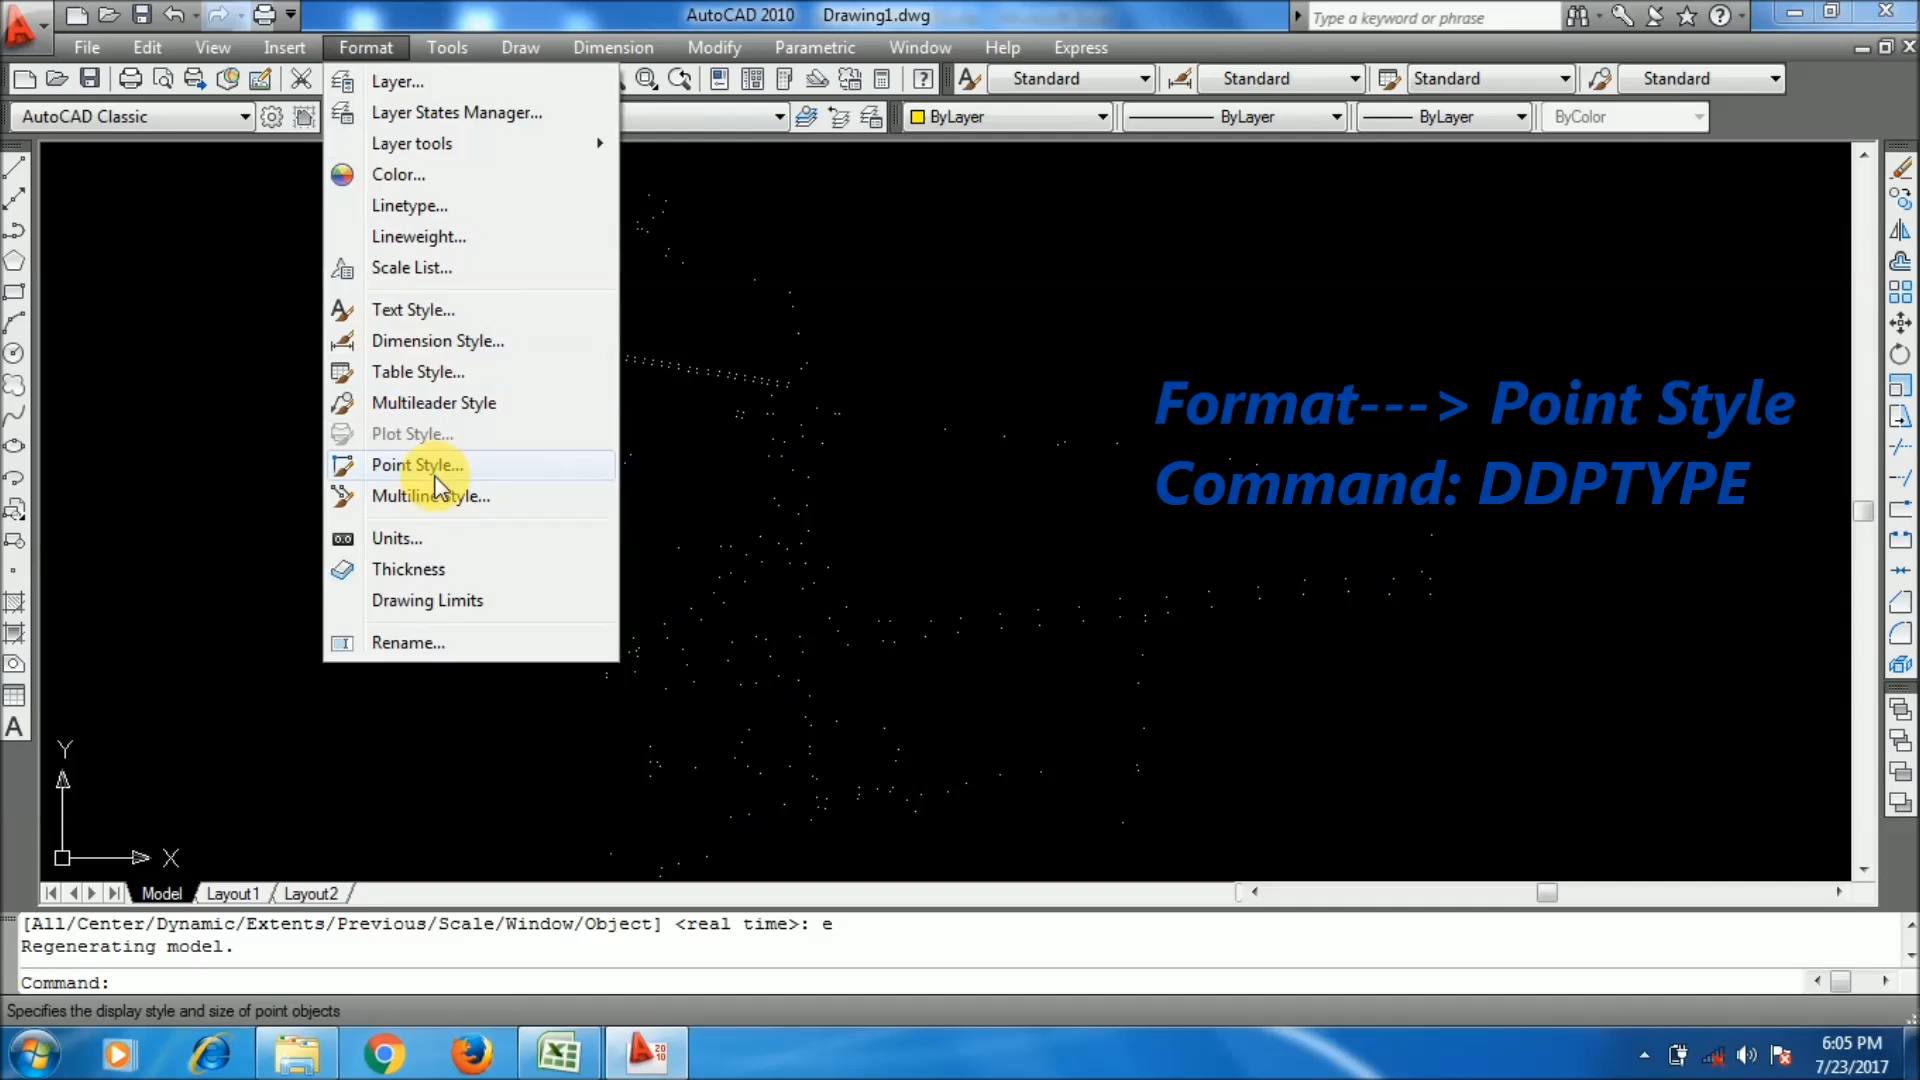 AutoCAD 2010 Drawing1.dwg
Type a keyword or phrase
File Edit View Insert Format Tools Draw Dimension Modify Parametric Window Help Express
Standard Standard Standard Standard
AutoCAD Classic
ByLayer ByLayer ByLayer ByColor
Layer...
Layer States Manager...
Layer tools
Color...
Linetype...
Lineweight...
Scale List...
Text Style...
Dimension Style...
Table Style...
Multileader Style
Plot Style...
Point Style...
Multiline Style...
Units...
Thickness
Drawing Limits
Rename...
Format---> Point Style
Command: DDPTYPE
Y
X
Model Layout1 Layout2
[All/Center/Dynamic/Extents/Previous/Scale/Window/Object] <real time>: e
Regenerating model.
Command:
Specifies the display style and size of point objects
6:05 PM
7/23/2017